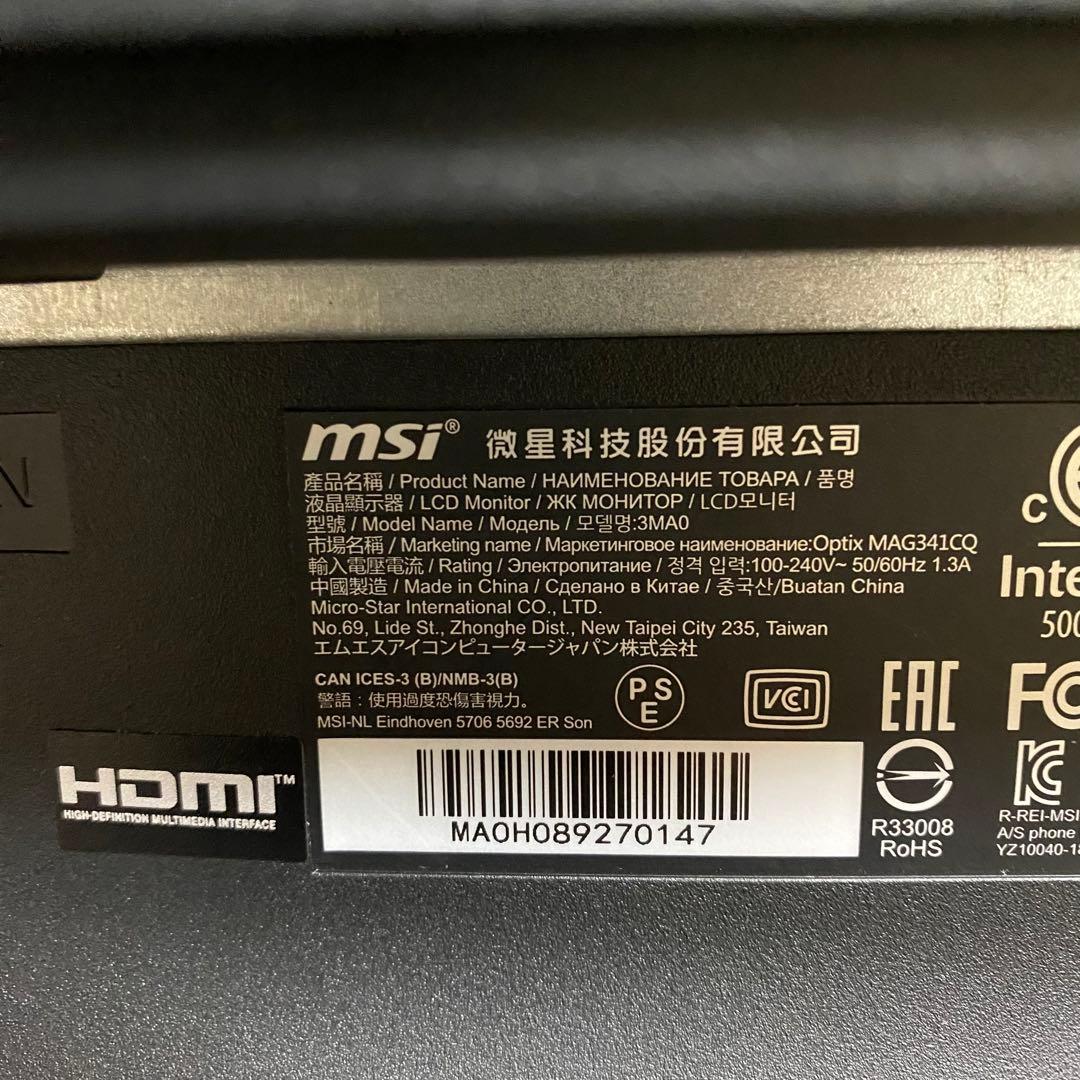 msi® 微星科技股份有限公司
產品名稱 / Product Name / НАИМЕНОВАНИЕ ТОВАРА / 품명
液晶顯示器 / LCD Monitor / ЖК МОНИТОР / LCD모니터
型號 / Model Name / Модель / 모델명:3MA0
市場名稱 / Marketing name / Маркетинговое наименование:Optix MAG341CQ
輸入電壓電流 / Rating / Электропитание / 정격 입력:100-240V~ 50/60Hz 1.3A
中國製造 / Made in China / Сделано в Китае / 중국산/Buatan China
Micro-Star International CO., LTD.
No.69, Lide St., Zhonghe Dist., New Taipei City 235, Taiwan
エムエスアイコンピュータージャパン株式会社
CAN ICES-3 (B)/NMB-3(B)
警語：使用過度恐傷害視力。
MSI-NL Eindhoven 5706 5692 ER Son
PSE
VCI
EAC
FC
C
Inte
500
N
HDMI™
HIGH-DEFINITION MULTIMEDIA INTERFACE
MA0H089270147
R33008
RoHS
R-REI-MSI
A/S phone
YZ10040-18